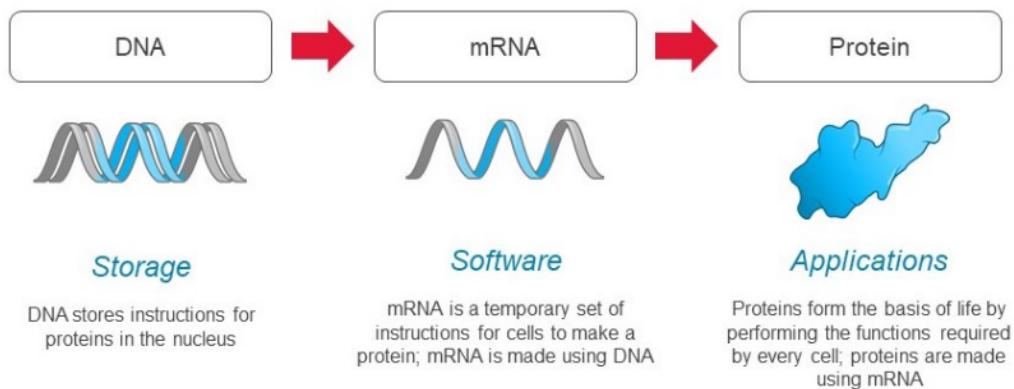 DNA
mRNA
Protein
Storage
Software
Applications
DNA stores instructions for
proteins in the nucleus
mRNA is a temporary set of
instructions for cells to make a
protein; mRNA is made using DNA
Proteins form the basis of life by
performing the functions required
by every cell; proteins are made
using mRNA